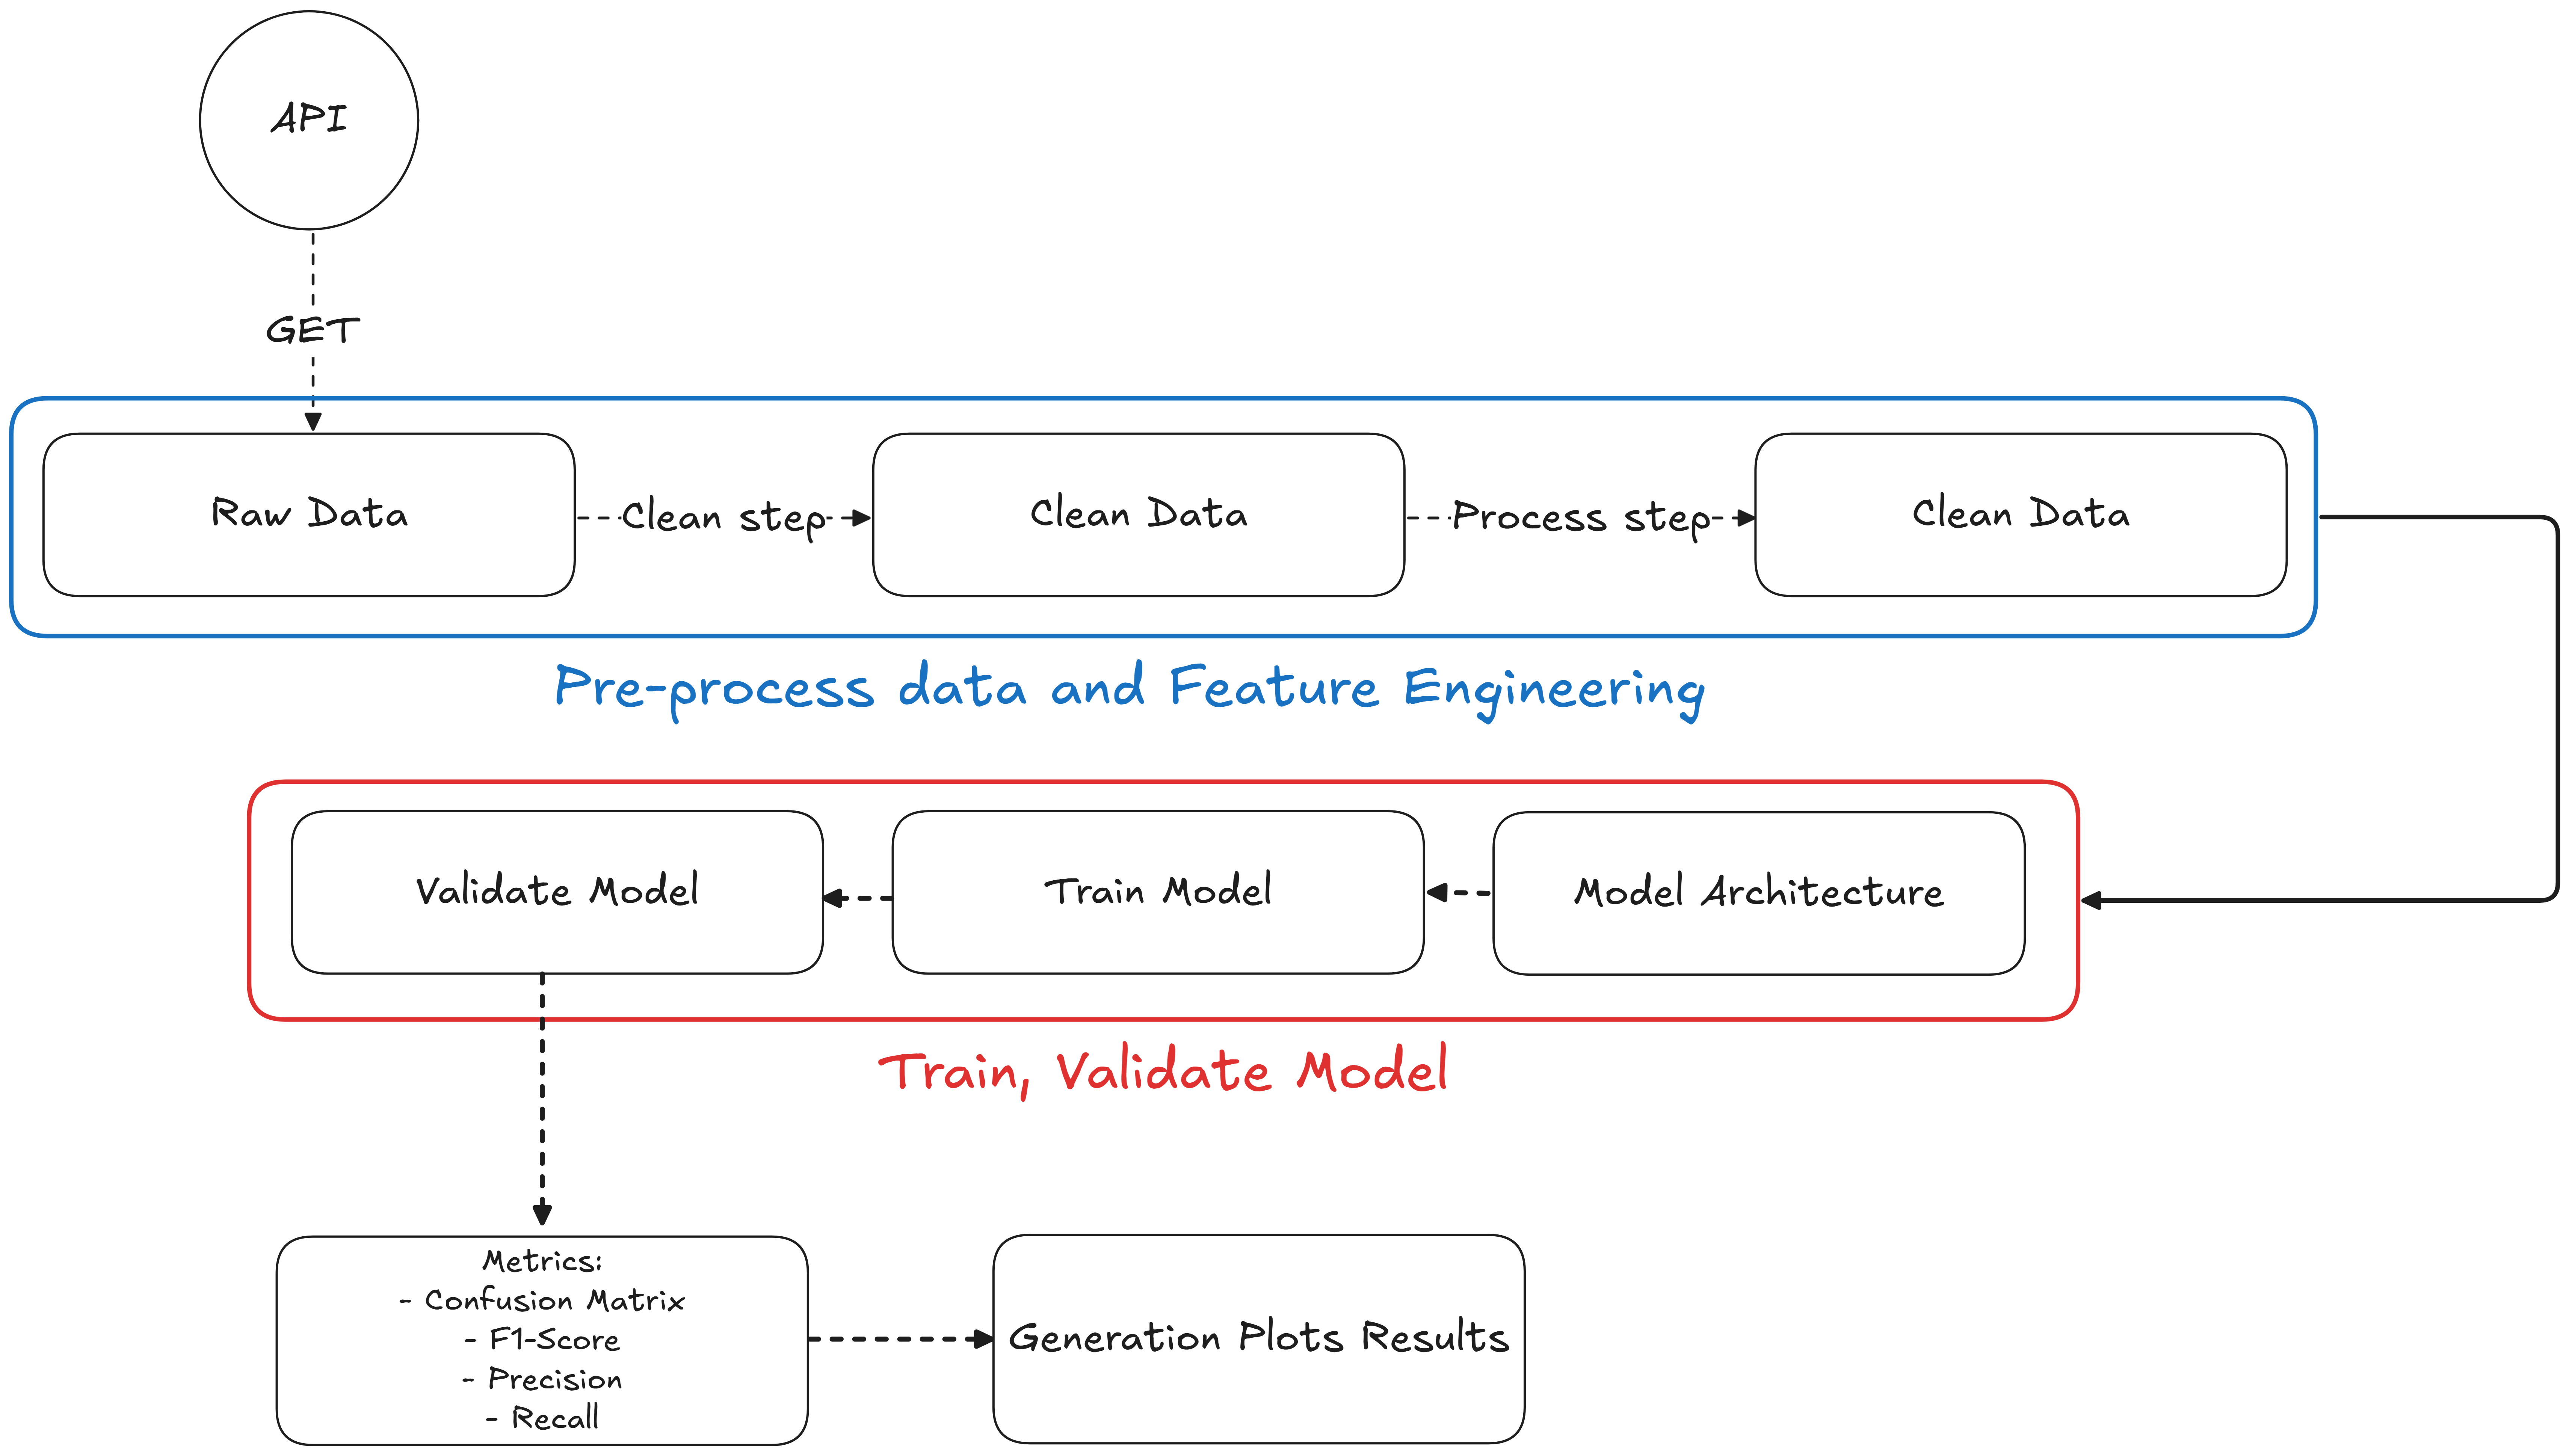 API
GET
Raw Data
Clean step
Clean Data
Process step
Clean Data
Pre-process data and Feature Engineering
Validate Model
Train Model
Model Architecture
Train, Validate Model
Metrics:
- Confusion Matrix
- F1-Score
- Precision
- Recall
Generation Plots Results